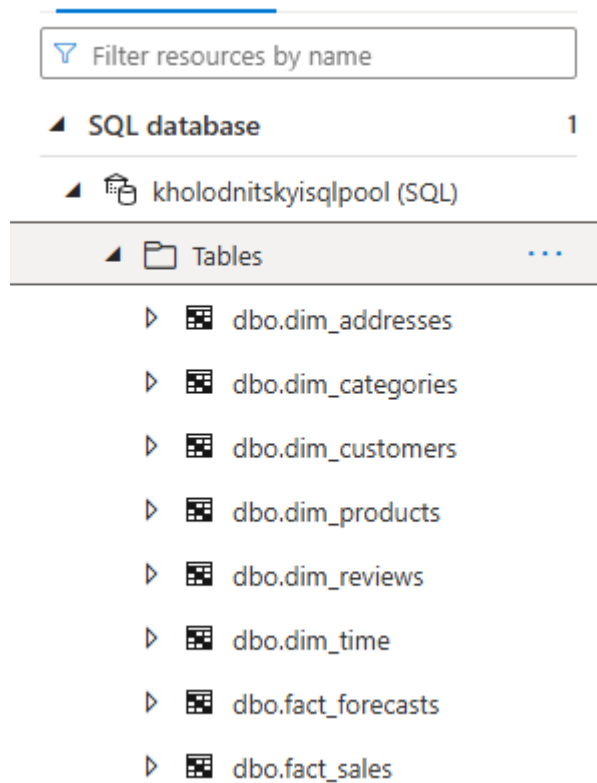 Filter resources by name
SQL database 1
kholodnitskyisqlpool (SQL)
Tables ...
dbo.dim_addresses
dbo.dim_categories
dbo.dim_customers
dbo.dim_products
dbo.dim_reviews
dbo.dim_time
dbo.fact_forecasts
dbo.fact_sales